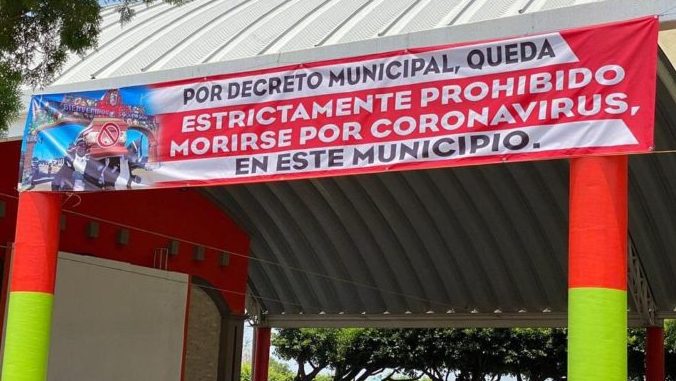 POR DECRETO MUNICIPAL, QUEDA
ESTRICTAMENTE PROHIBIDO
MORIRSE POR CORONAVIRUS,
EN ESTE MUNICIPIO.